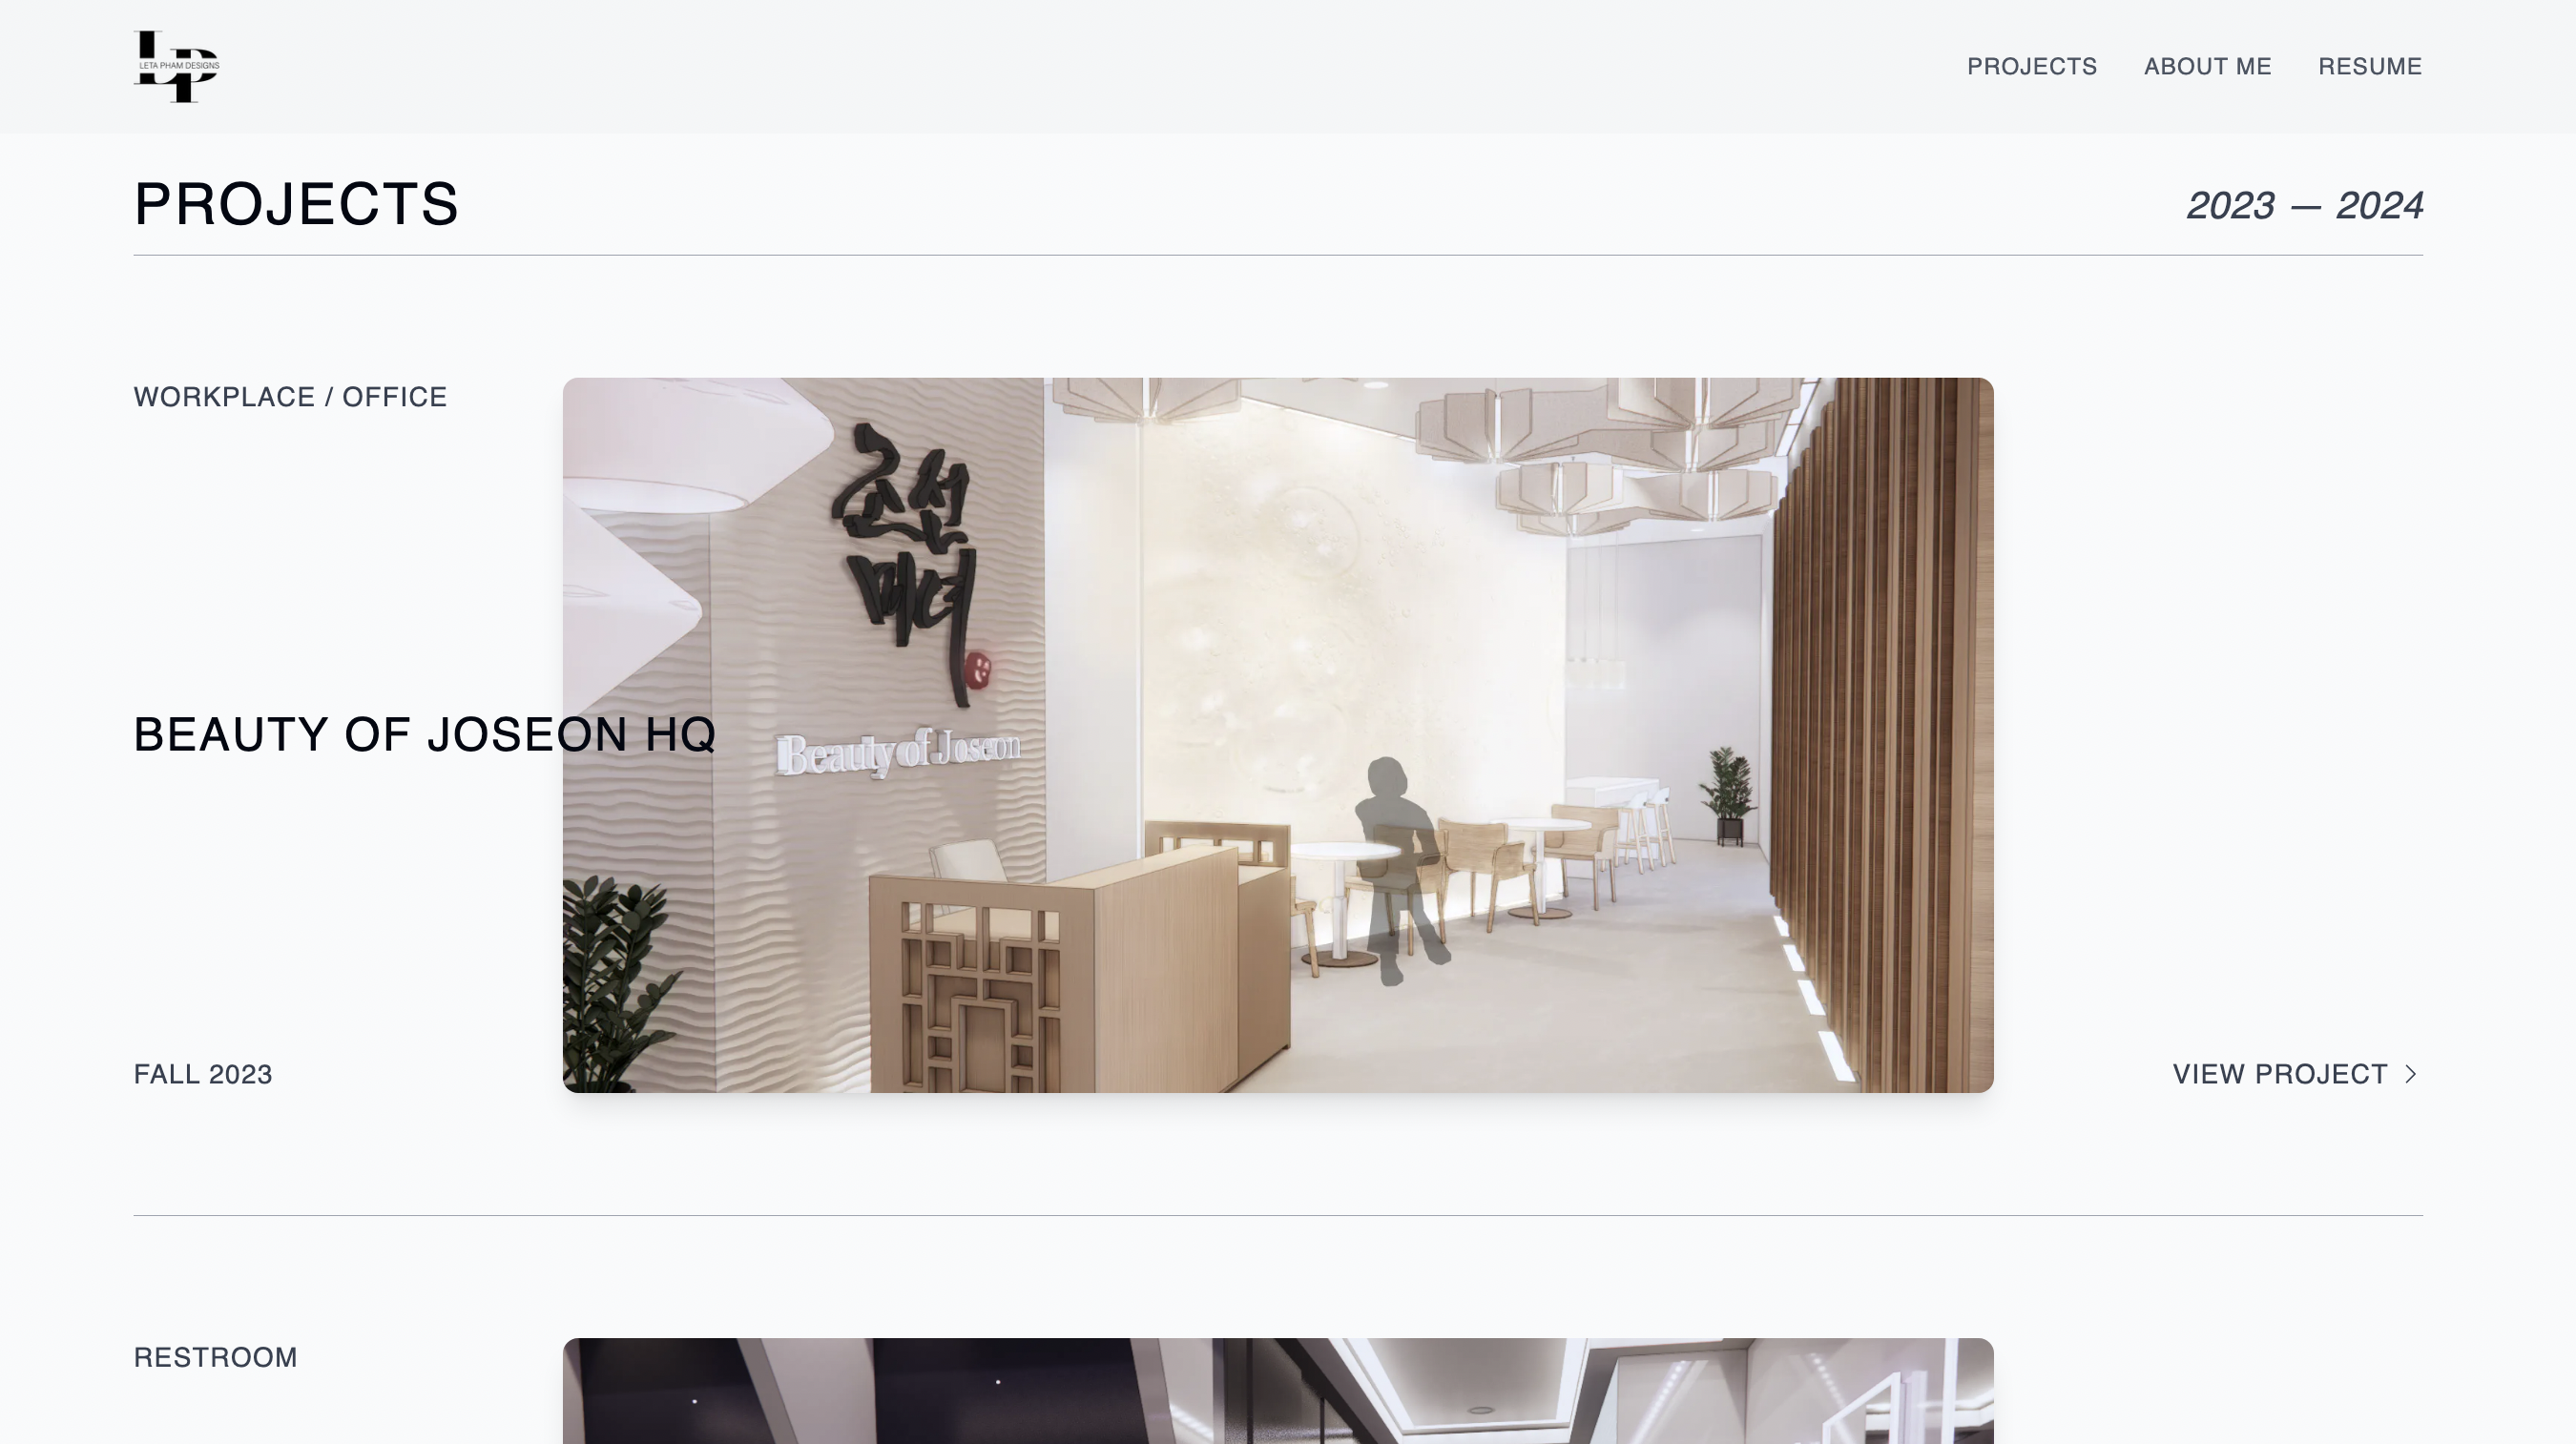 LETA PHAM DESIGNS
PROJECTS
ABOUT ME
RESUME
PROJECTS
2023 — 2024
WORKPLACE / OFFICE
조선
미녀
BEAUTY OF JOSEON HQ
Beauty of Joseon
FALL 2023
VIEW PROJECT
RESTROOM